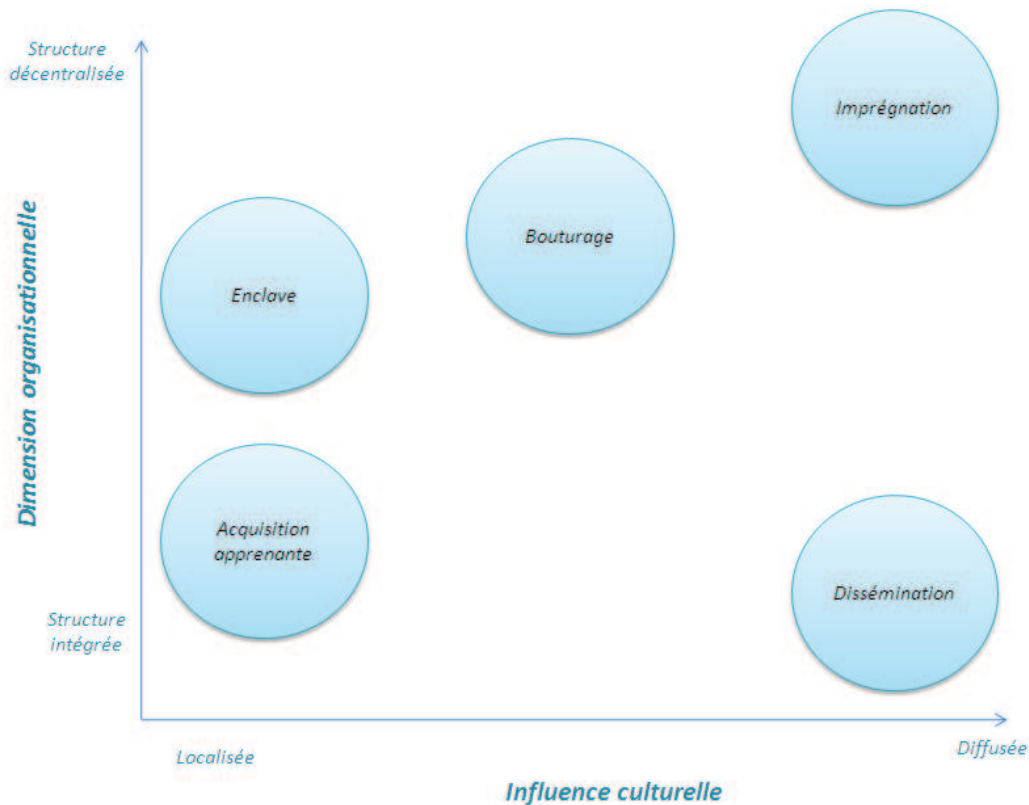 Structure
décentralisée
Imprégnation
Bouturage
Enclave
Dimension organisationnelle
Acquisition
apprenante
Dissémination
Structure
intégrée
Localisée
Diffusée
Influence culturelle